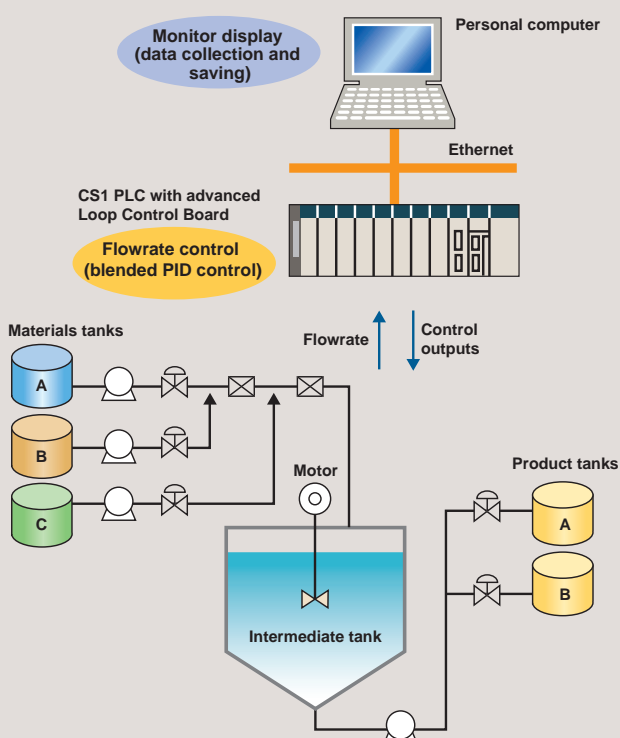 Monitor display
(data collection and
saving)
Personal computer
Ethernet
CS1 PLC with advanced
Loop Control Board
Flowrate control
(blended PID control)
Flowrate
Control
outputs
Materials tanks
A
B
C
Motor
Product tanks
A
B
Intermediate tank